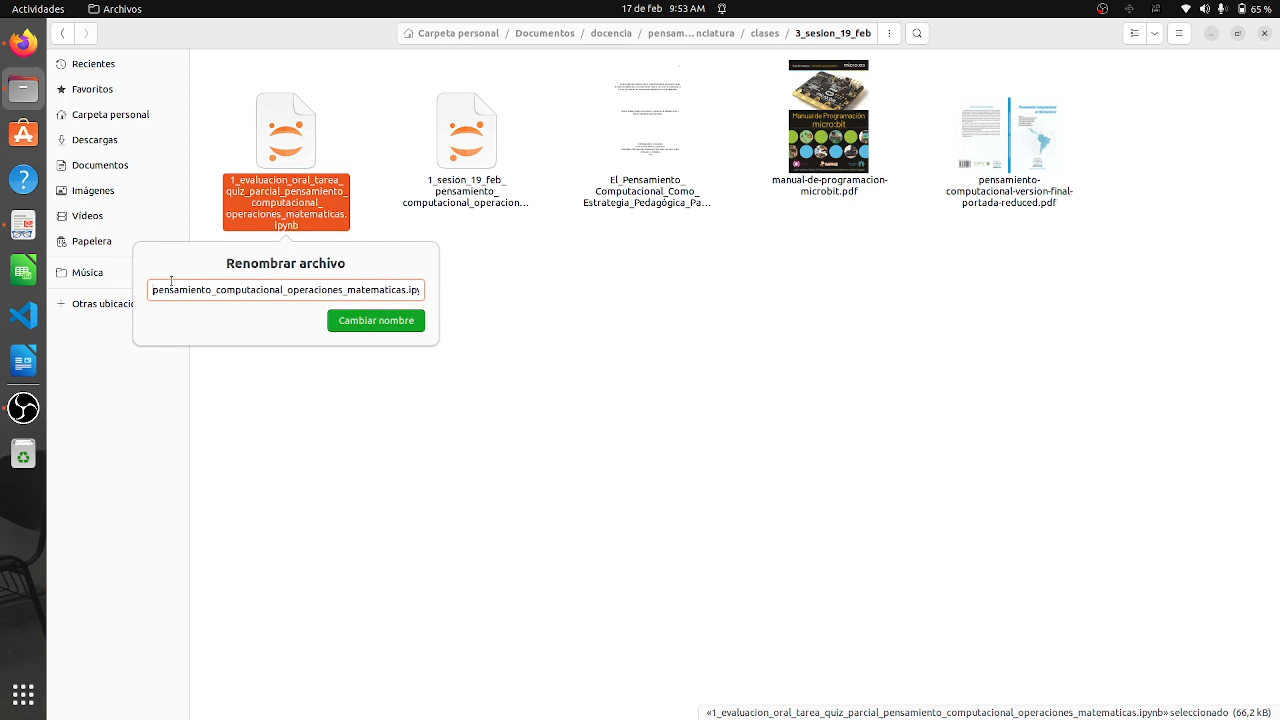 Actividades
Archivos
17 de feb 9:53 AM
Carpeta personal / Documentos / docencia / pensam…nciatura / clases / 3_sesion_19_feb
Recientes
Favoritos
Carpeta personal
Documentos
Imágenes
Vídeos
Papelera
Música
Otras ubicacio
1_evaluacion_oral_tarea_
quiz_parcial_pensamiento_
computacional_
operaciones_matematicas.
ipynb
1_sesion_19_feb_
pensamiento_
computacional_operacion…
El_Pensamiento_
Computacional_Como_
Estrategia_Pedagógica_Pa…
Manual de Programación
micro:bit
manual-de-programacion-
microbit.pdf
pensamiento-
computacional-version-final-
portada-reduced.pdf
Renombrar archivo
pensamiento_computacional_operaciones_matematicas.ipy
Cambiar nombre
«1_evaluacion_oral_tarea_quiz_parcial_pensamiento_computacional_operaciones_matematicas.ipynb» seleccionado (66,2 kB)